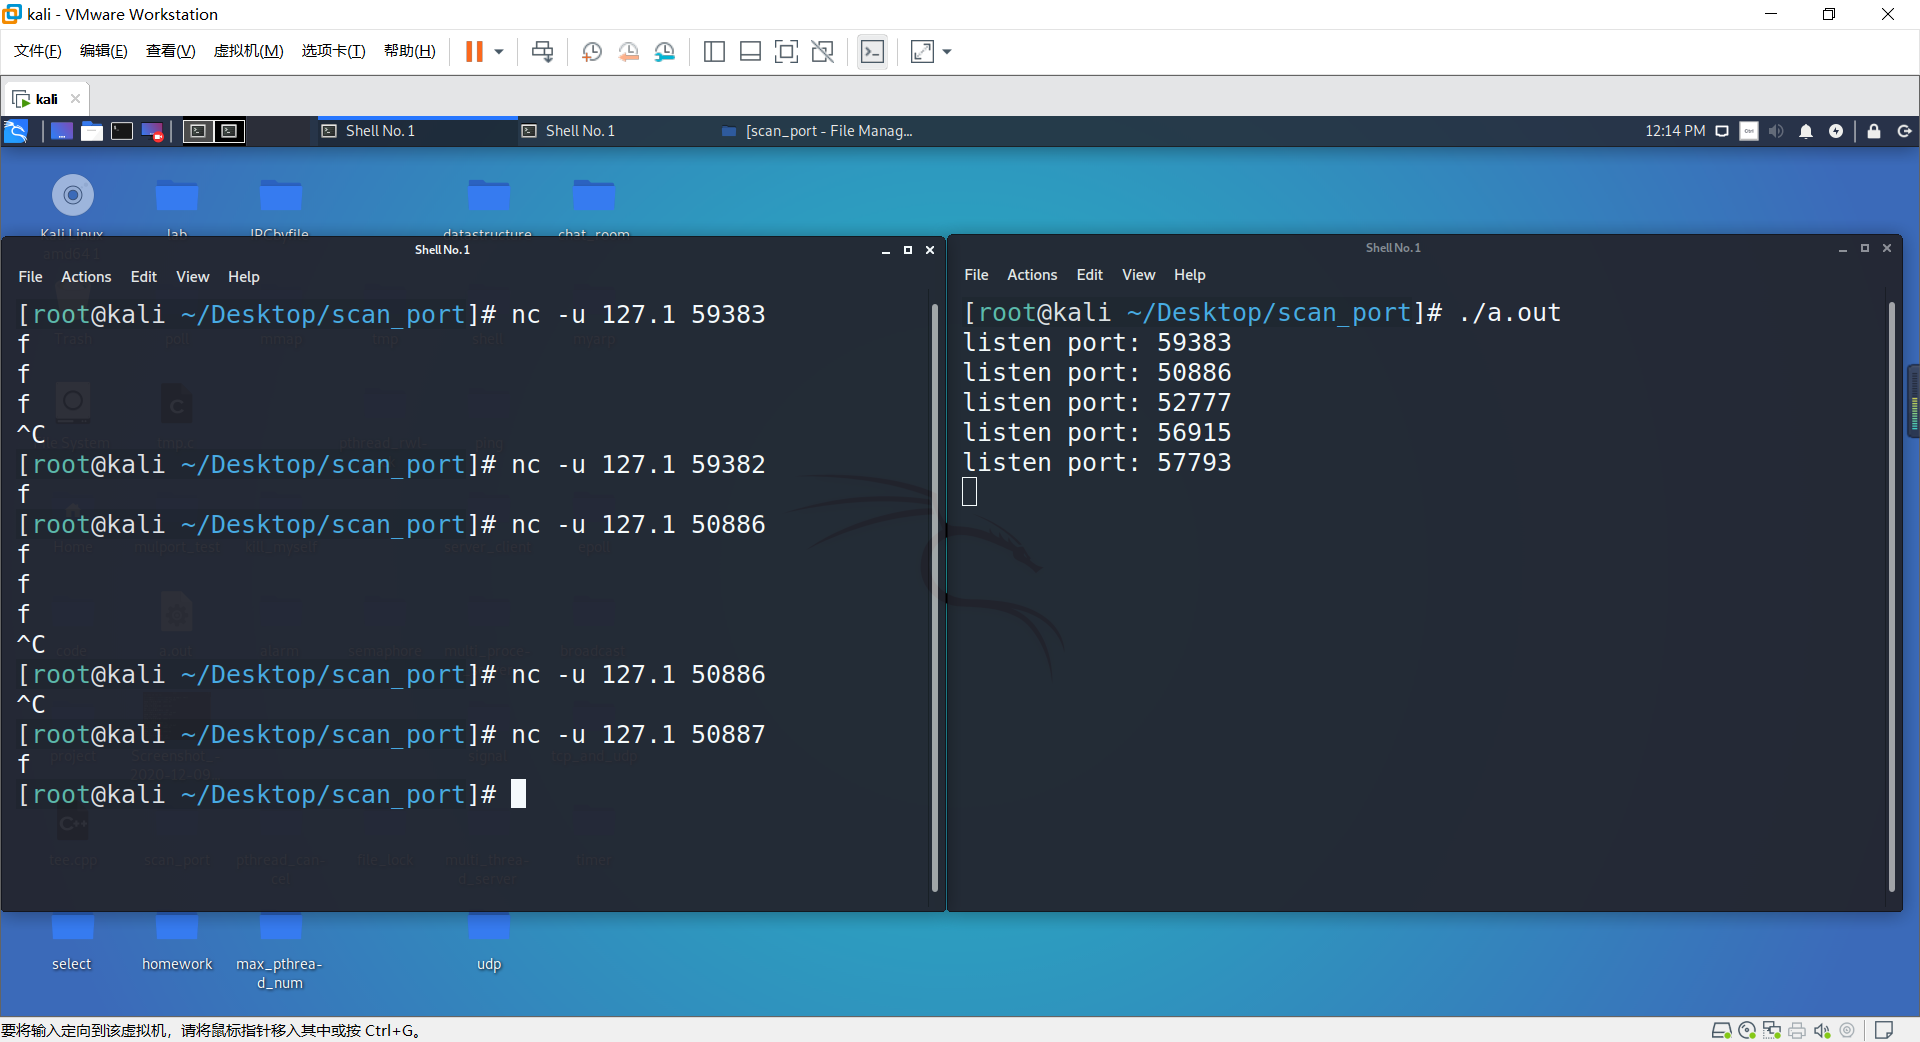 kali - VMware Workstation
文件(F) 编辑(E) 查看(V) 虚拟机(M) 选项卡(T) 帮助(H)
kali
Shell No. 1
Shell No. 1
[scan_port - File Manag...
12:14 PM
Kali Linux
lab
IPCbyfile
datastructure
chat_room
Shell No. 1
File Actions Edit View Help
[root@kali ~/Desktop/scan_port]# nc -u 127.1 59383
f
f
f
^C
[root@kali ~/Desktop/scan_port]# nc -u 127.1 59382
f
[root@kali ~/Desktop/scan_port]# nc -u 127.1 50886
f
f
f
^C
[root@kali ~/Desktop/scan_port]# nc -u 127.1 50886
^C
[root@kali ~/Desktop/scan_port]# nc -u 127.1 50887
f
[root@kali ~/Desktop/scan_port]#
Shell No. 1
File Actions Edit View Help
[root@kali ~/Desktop/scan_port]# ./a.out
listen port: 59383
listen port: 50886
listen port: 52777
listen port: 56915
listen port: 57793
select
homework
max_pthrea-
d_num
udp
要将输入定向到该虚拟机，请将鼠标指针移入其中或按 Ctrl+G。